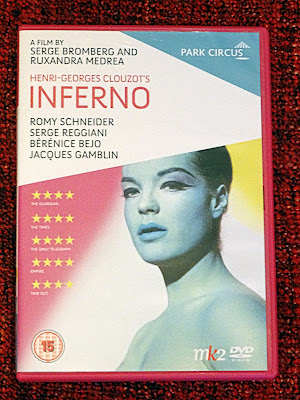 A FILM BY
SERGE BROMBERG AND
RUXANDRA MEDREA
PARK CIRCUS
HENRI-GEORGES CLOUZOT'S
INFERNO
ROMY SCHNEIDER
SERGE REGGIANI
BÉRÉNICE BEJO
JACQUES GAMBLIN
THE GUARDIAN
THE TIMES
THE DAILY TELEGRAPH
EMPIRE
TIME OUT
15
mk2 DVD
VIDEO